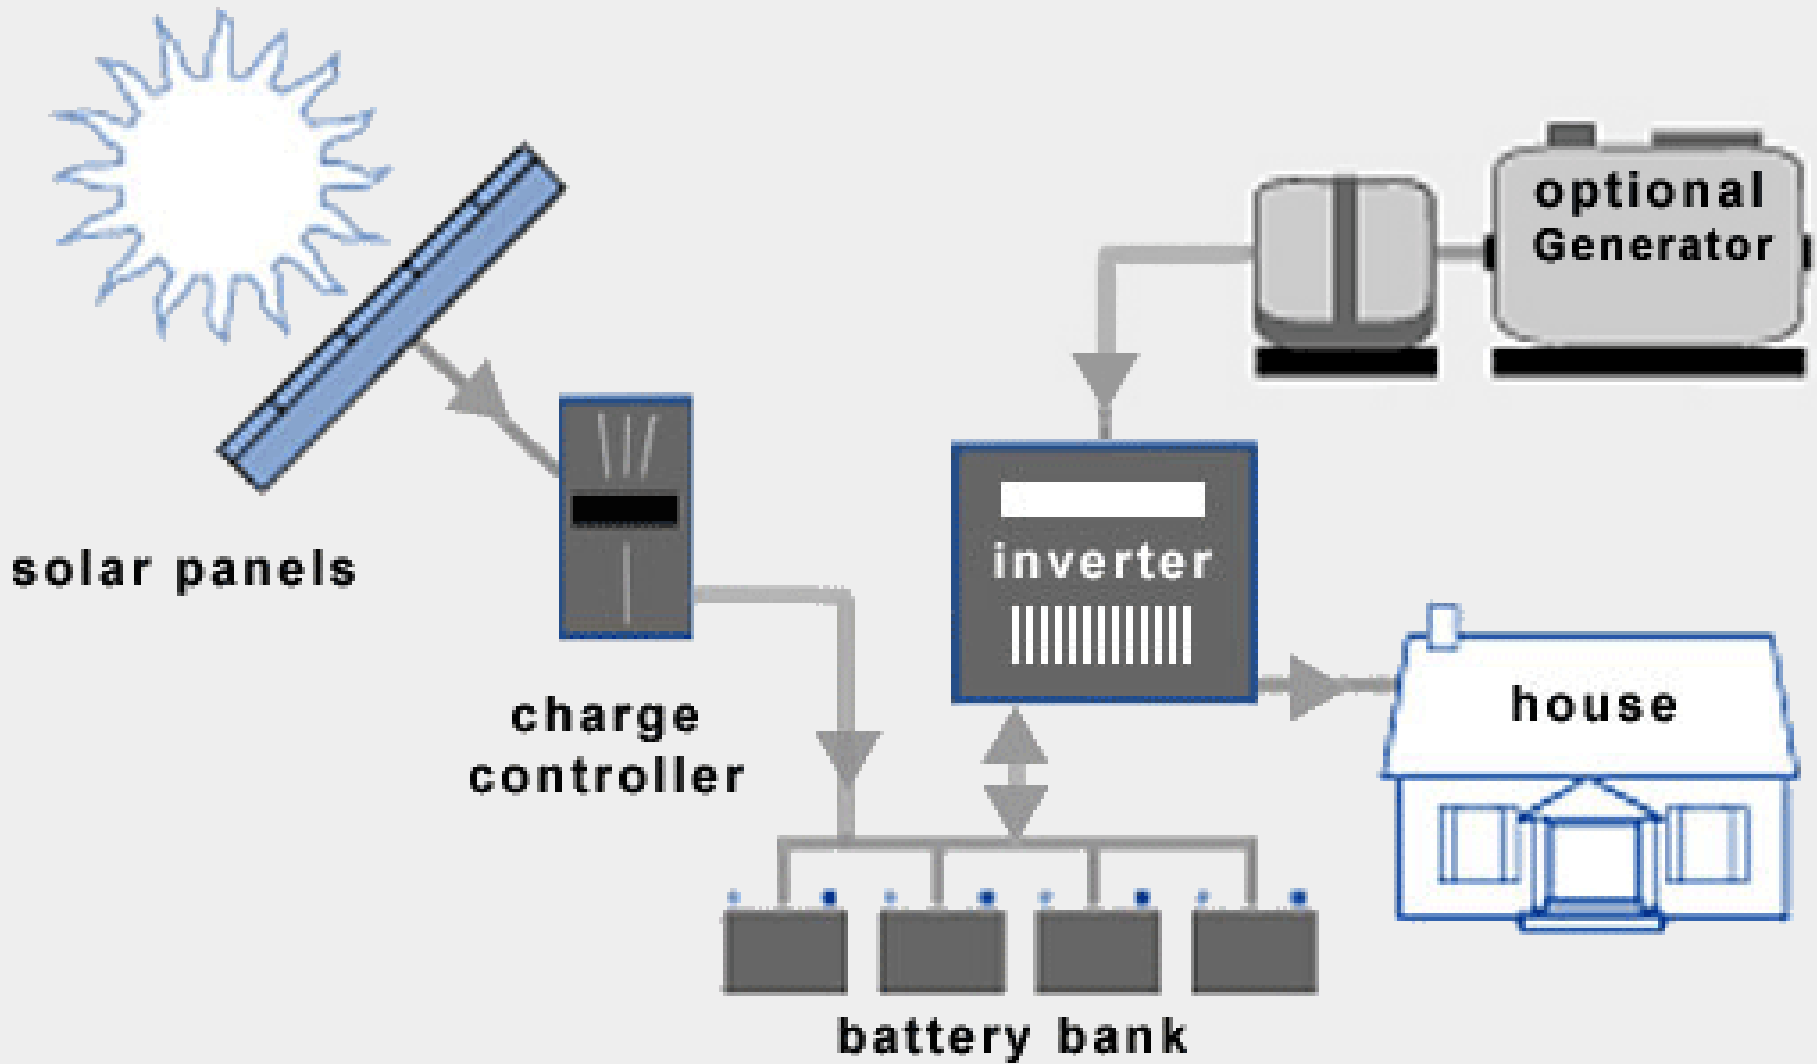 optional
Generator
solar panels
inverter
charge
controller
house
battery bank